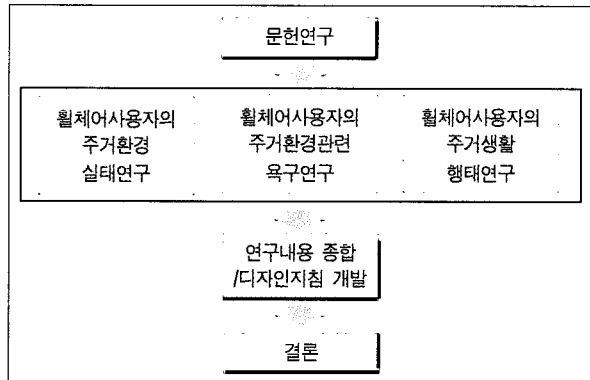 문헌연구
휠체어사용자의
주거환경
실태연구
휠체어사용자의
주거환경관련
욕구연구
휠체어사용자의
주거생활
행태연구
연구내용 종합
/디자인지침 개발
결론